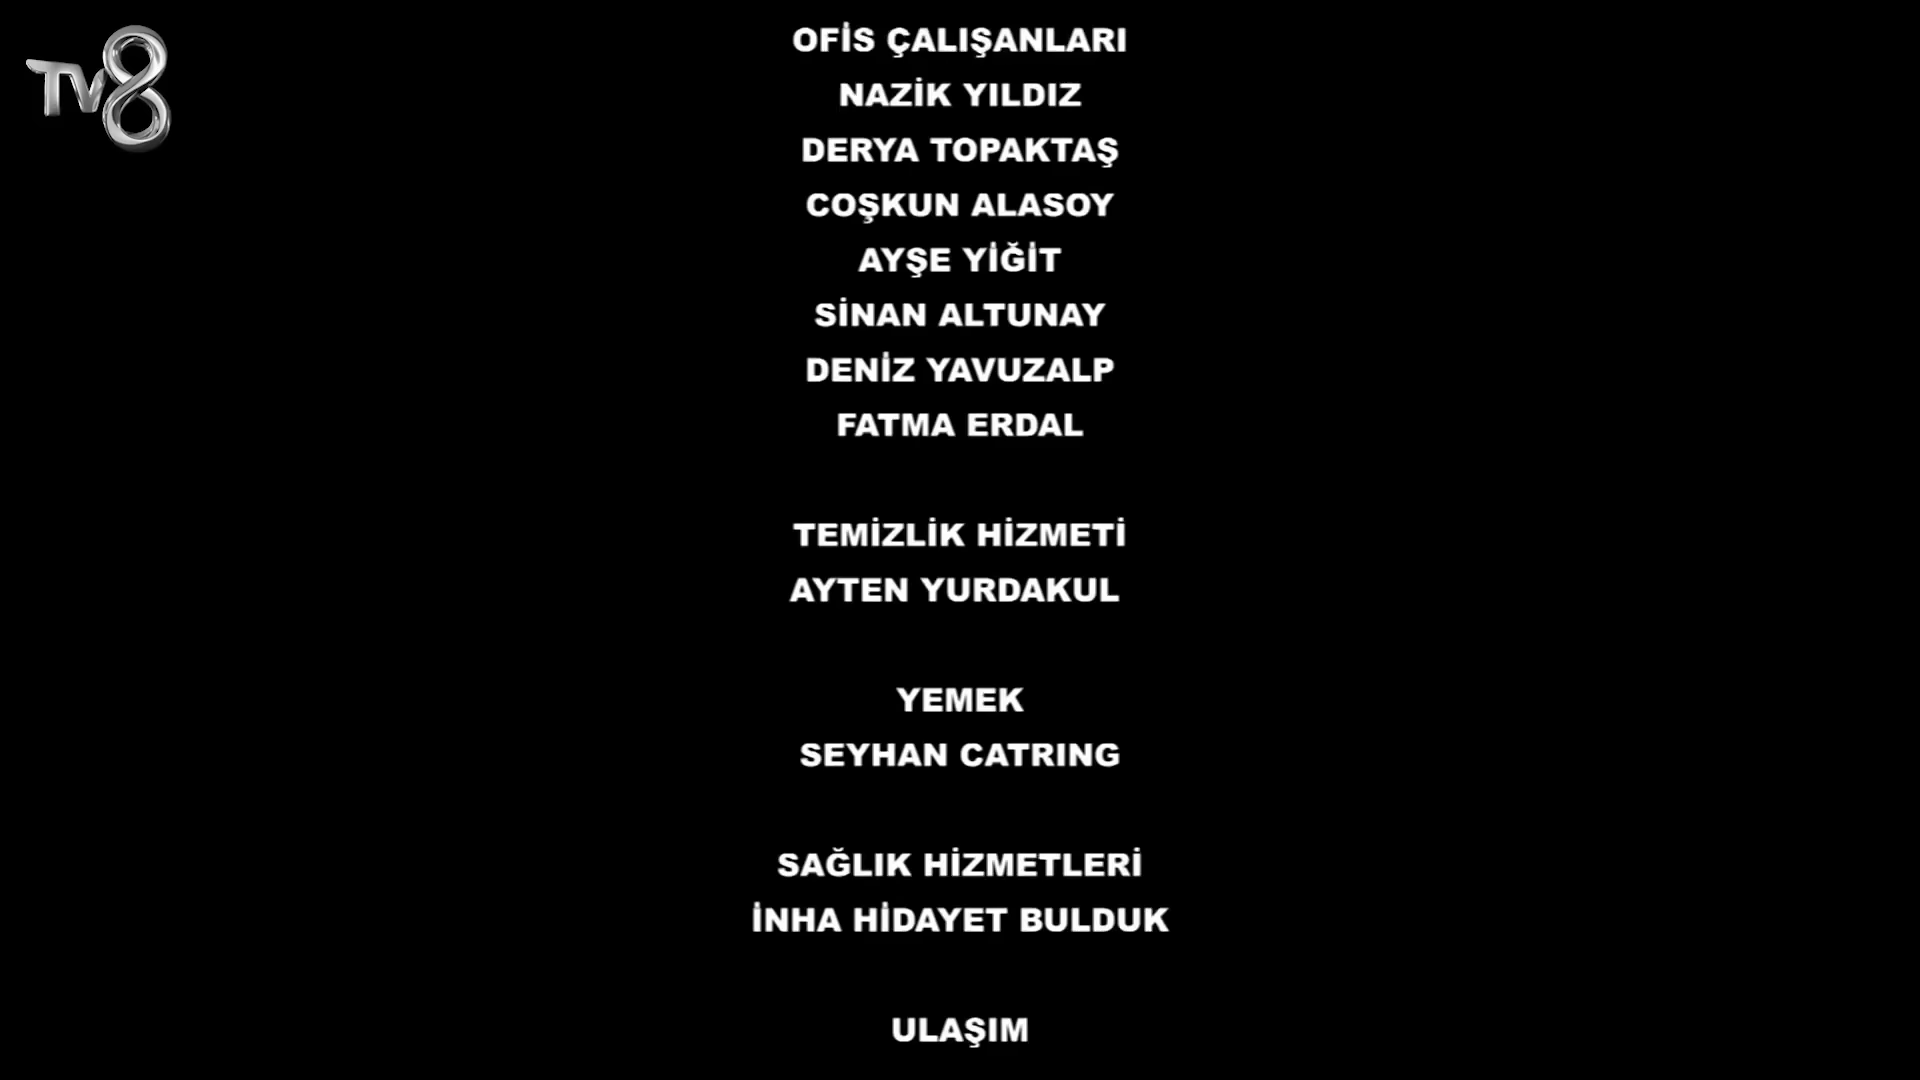 TV8
OFİS ÇALIŞANLARI
NAZİK YILDIZ
DERYA TOPAKTAŞ
COŞKUN ALASOY
AYŞE YİĞİT
SİNAN ALTUNAY
DENİZ YAVUZALP
FATMA ERDAL
TEMİZLİK HİZMETİ
AYTEN YURDAKUL
YEMEK
SEYHAN CATRING
SAĞLIK HİZMETLERİ
İNHA HİDAYET BULDUK
ULAŞIM